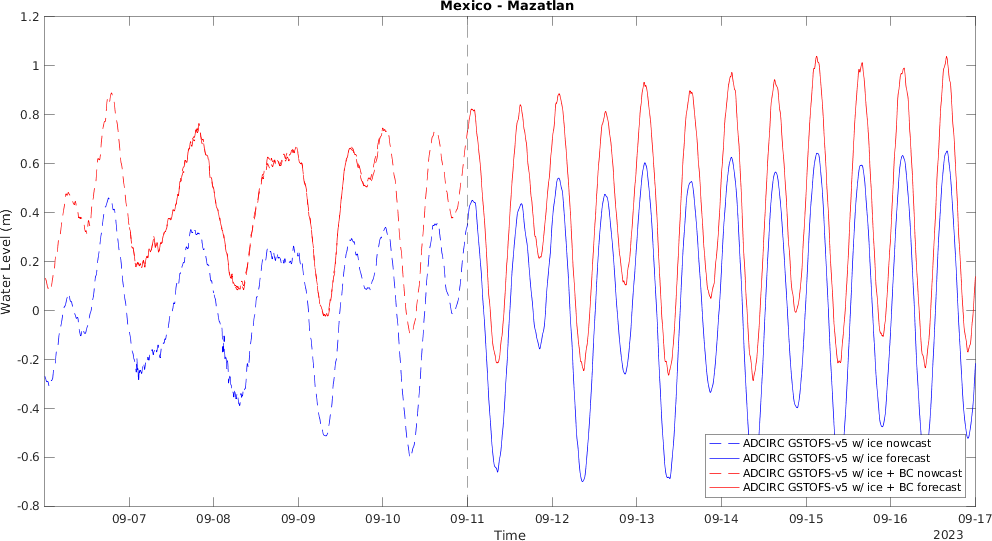 Mexico - Mazatlan
1.2
1
0.8
0.6
0.4
0.2
0
-0.2
-0.4
-0.6
-0.8
Water Level (m)
ADCIRC GSTOFS-v5 w/ ice nowcast
ADCIRC GSTOFS-v5 w/ ice forecast
ADCIRC GSTOFS-v5 w/ ice + BC nowcast
ADCIRC GSTOFS-v5 w/ ice + BC forecast
09-07 09-08 09-09 09-10 09-11 09-12 09-13 09-14 09-15 09-16 09-17
Time
2023